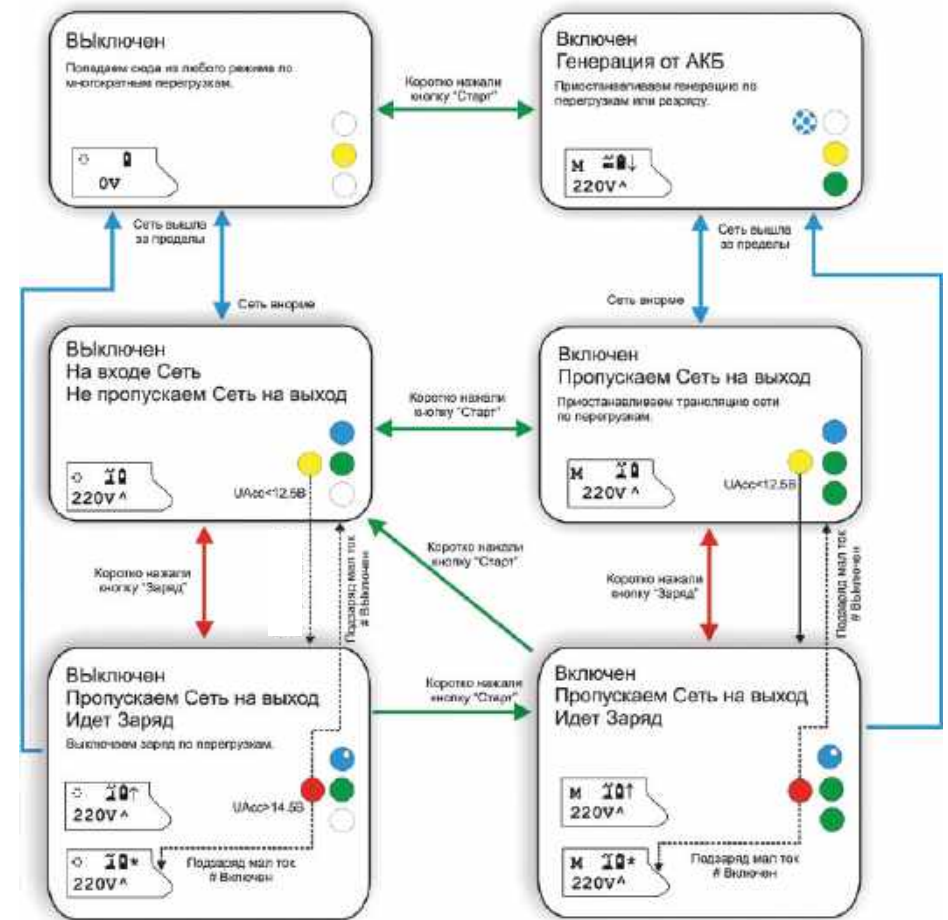 ВЫключен
Попадаем сюда из любого режима по
многократным перегрузкам.
0V
Коротко нажали
кнопку "Старт"
Включен
Генерация от АКБ
Приостанавливаем генерацию по
перегрузкам или разряду.
M
220V^
Сеть вышла
за пределы
Сеть внорме
Сеть вышла
за пределы
Сеть внорме
ВЫключен
На входе Сеть
Не пропускаем Сеть на выход
220V ^
UAcc<12.5В
Коротко нажали
кнопку "Старт"
Включен
Пропускаем Сеть на выход
Приостанавливаем трансляцию сети
по перегрузкам.
M
220V ^
UAcc<12.5В
Коротко нажали
кнопку "Заряд"
Подзаряд мал ток
# ВЫключен
Коротко нажали
кнопку "Старт"
Коротко нажали
кнопку "Заряд"
Подзаряд мал ток
# ВЫключен
ВЫключен
Пропускаем Сеть на выход
Идет Заряд
Выключаем заряд по перегрузкам.
220V^
UAcc>14.5В
*
220V^
Подзаряд мал ток
# Включен
Коротко нажали
кнопку "Старт"
Включен
Пропускаем Сеть на выход
Идет Заряд
M
220V^
M *
220V^
Подзаряд мал ток
# Включен